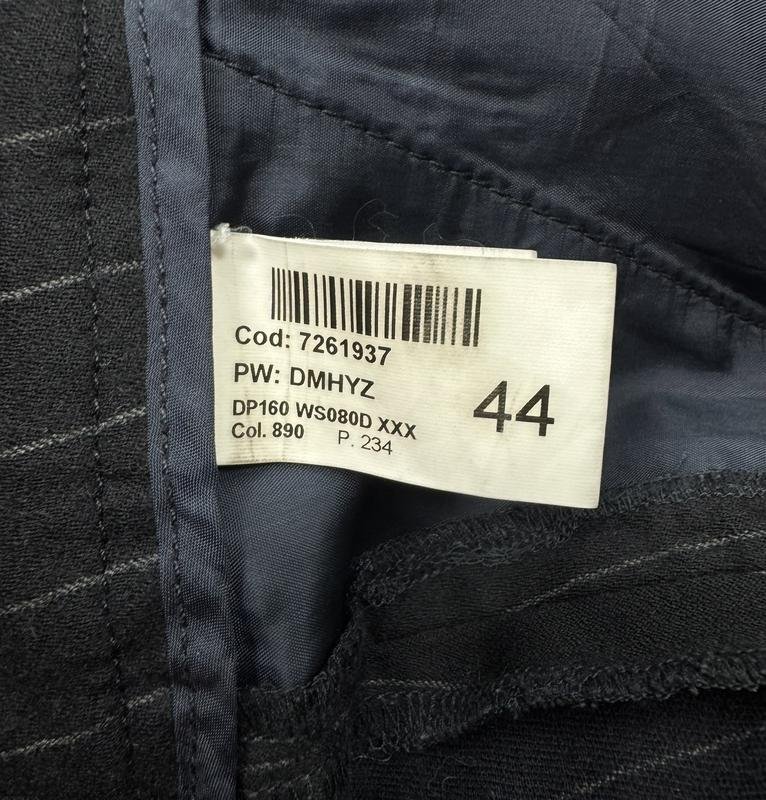 Cod: 7261937
PW: DMHYZ
44
DP160 WS080D XXX
Col. 890 P. 234